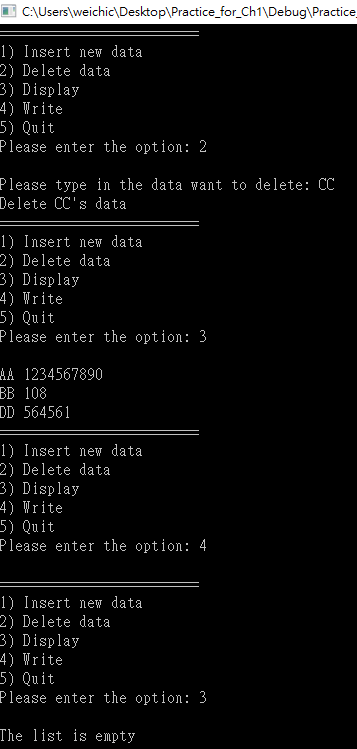 C:\Users\weichic\Desktop\Practice_for_Ch1\Debug\Practice_
1) Insert new data
2) Delete data
3) Display
4) Write
5) Quit
Please enter the option: 2
Please type in the data want to delete: CC
Delete CC's data
1) Insert new data
2) Delete data
3) Display
4) Write
5) Quit
Please enter the option: 3
AA 1234567890
BB 108
DD 564561
1) Insert new data
2) Delete data
3) Display
4) Write
5) Quit
Please enter the option: 4
1) Insert new data
2) Delete data
3) Display
4) Write
5) Quit
Please enter the option: 3
The list is empty